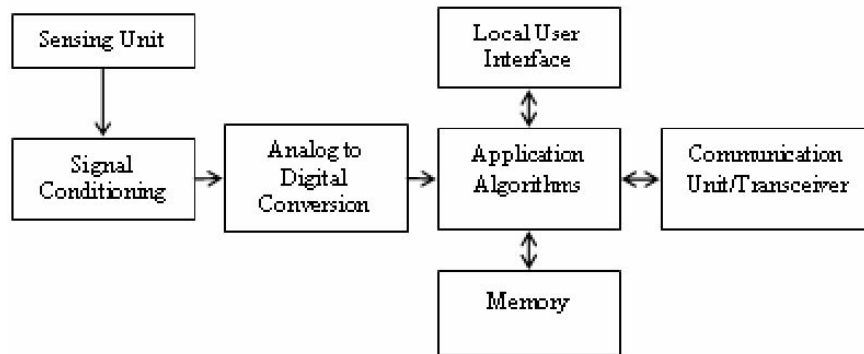 Sensing Unit
Local User
Interface
Signal
Conditioning
Analog to
Digital
Conversion
Application
Algorithms
Communication
Unit/Transceiver
Memory